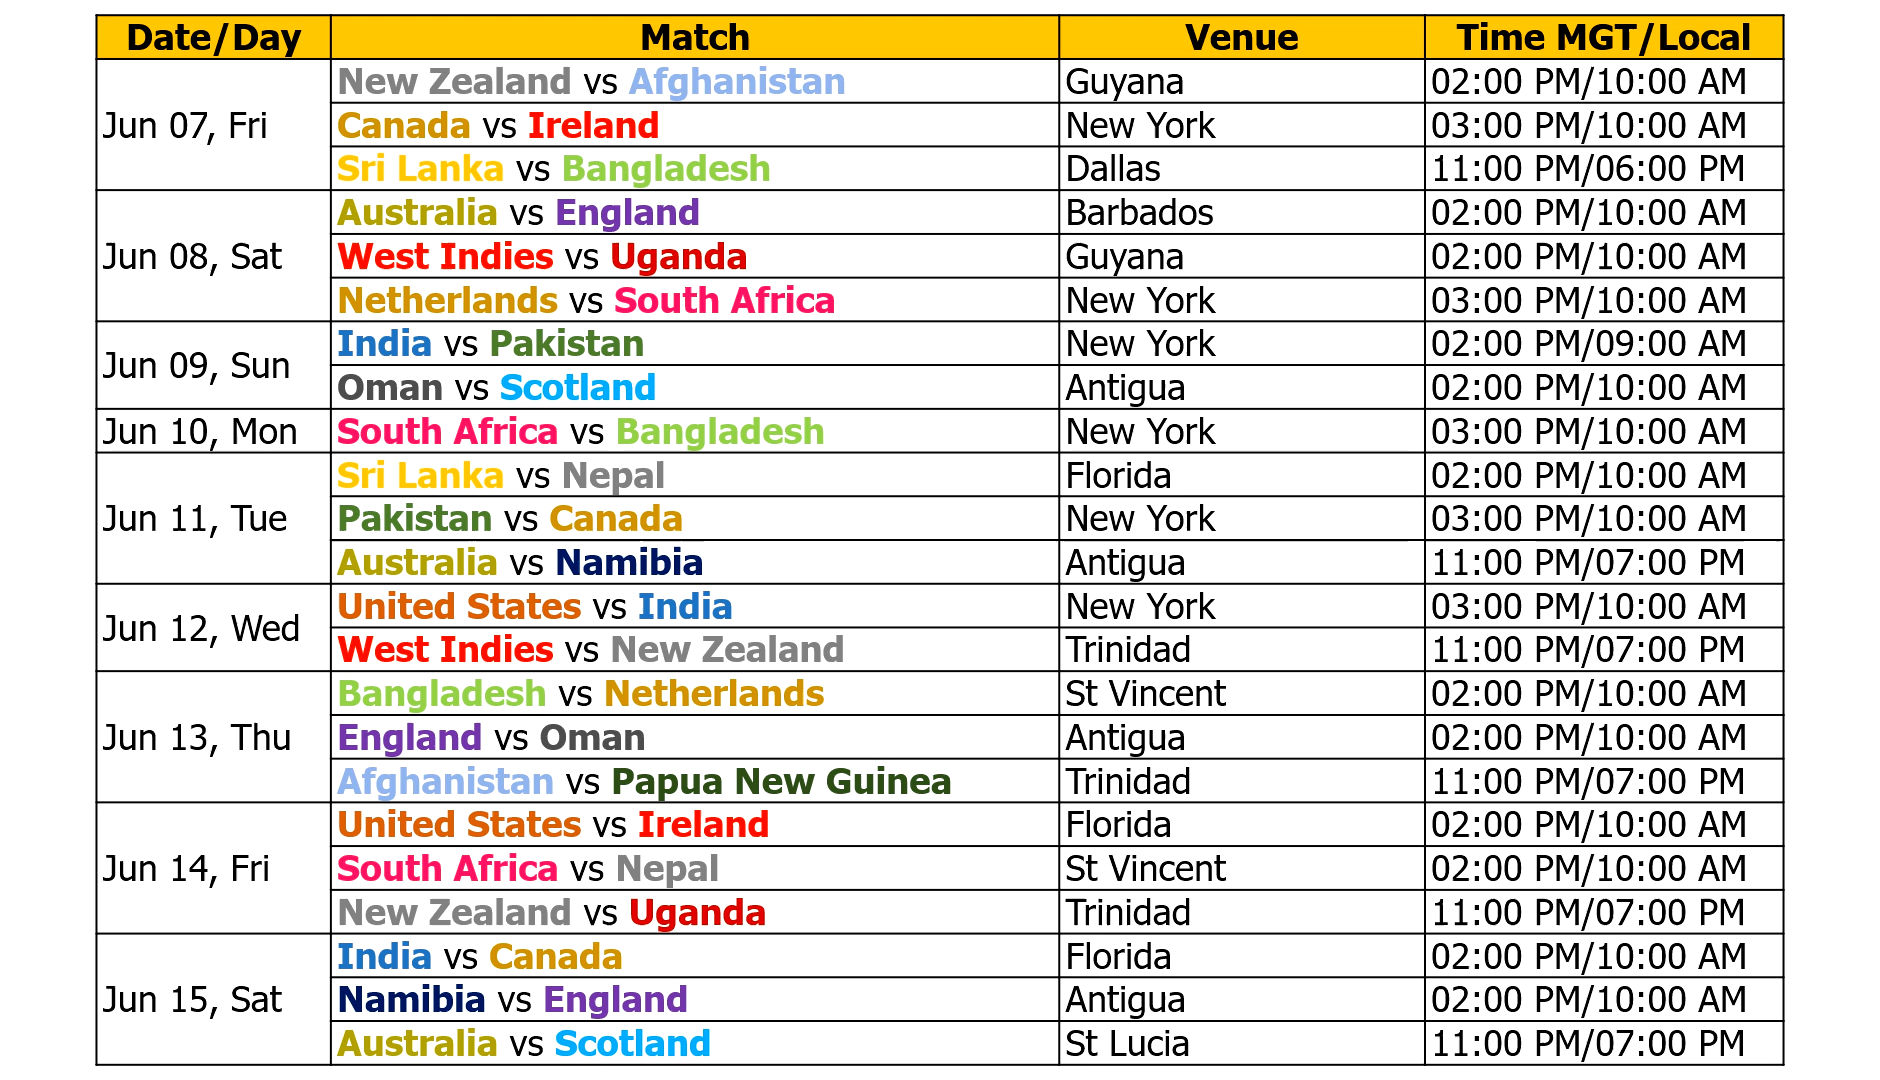 Date/Day Match Venue Time MGT/Local
Jun 07, Fri New Zealand vs Afghanistan Guyana 02:00 PM/10:00 AM
Canada vs Ireland New York 03:00 PM/10:00 AM
Sri Lanka vs Bangladesh Dallas 11:00 PM/06:00 PM
Jun 08, Sat Australia vs England Barbados 02:00 PM/10:00 AM
West Indies vs Uganda Guyana 02:00 PM/10:00 AM
Netherlands vs South Africa New York 03:00 PM/10:00 AM
Jun 09, Sun India vs Pakistan New York 02:00 PM/09:00 AM
Oman vs Scotland Antigua 02:00 PM/10:00 AM
Jun 10, Mon South Africa vs Bangladesh New York 03:00 PM/10:00 AM
Jun 11, Tue Sri Lanka vs Nepal Florida 02:00 PM/10:00 AM
Pakistan vs Canada New York 03:00 PM/10:00 AM
Australia vs Namibia Antigua 11:00 PM/07:00 PM
Jun 12, Wed United States vs India New York 03:00 PM/10:00 AM
West Indies vs New Zealand Trinidad 11:00 PM/07:00 PM
Jun 13, Thu Bangladesh vs Netherlands St Vincent 02:00 PM/10:00 AM
England vs Oman Antigua 02:00 PM/10:00 AM
Afghanistan vs Papua New Guinea Trinidad 11:00 PM/07:00 PM
Jun 14, Fri United States vs Ireland Florida 02:00 PM/10:00 AM
South Africa vs Nepal St Vincent 02:00 PM/10:00 AM
New Zealand vs Uganda Trinidad 11:00 PM/07:00 PM
Jun 15, Sat India vs Canada Florida 02:00 PM/10:00 AM
Namibia vs England Antigua 02:00 PM/10:00 AM
Australia vs Scotland St Lucia 11:00 PM/07:00 PM